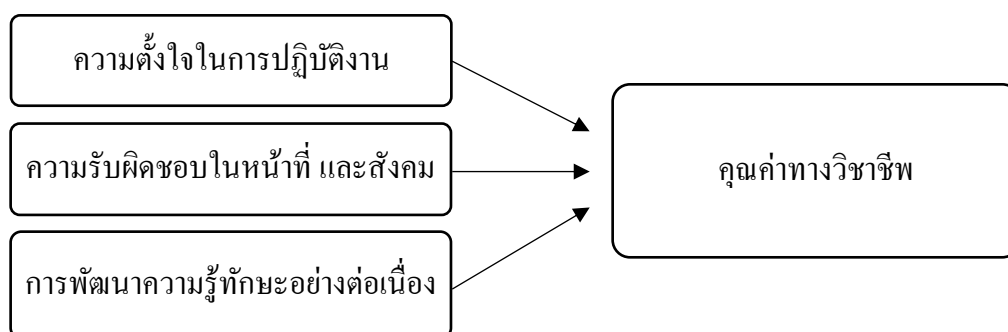 ความตั้งใจในการปฏิบัติงาน
ความรับผิดชอบในหน้าที่ และสังคม
การพัฒนาความรู้ทักษะอย่างต่อเนื่อง
คุณค่าทางวิชาชีพ